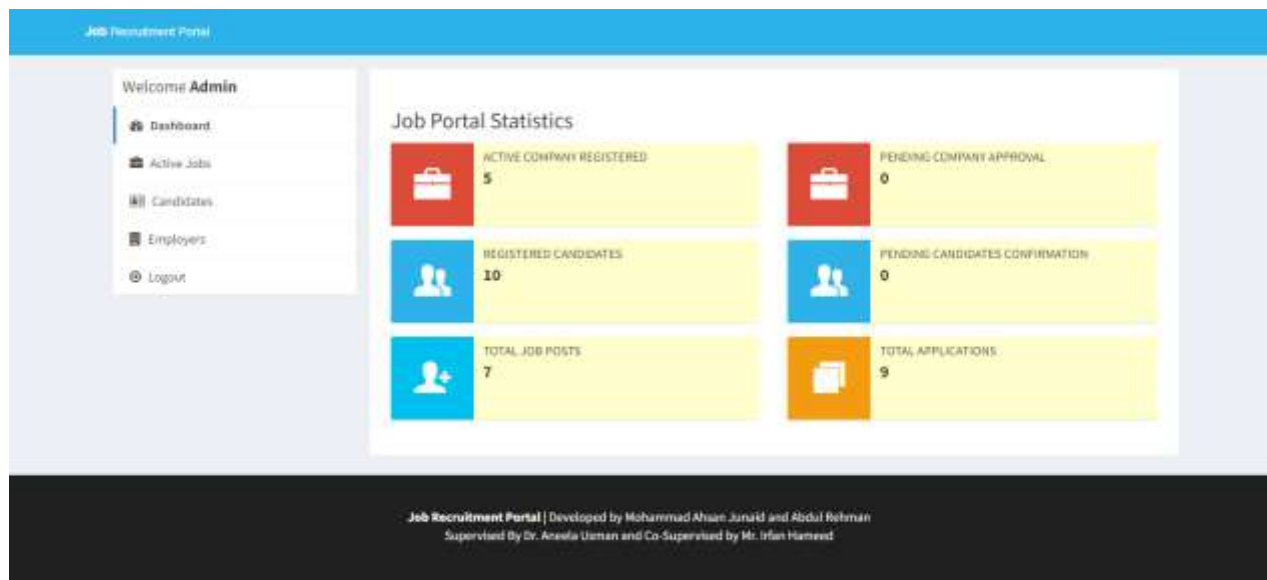 Job Recruitment Portal
Welcome Admin
Dashboard
Active Jobs
Candidates
Employers
Logout
Job Portal Statistics
ACTIVE COMPANY REGISTERED
5
PENDING COMPANY APPROVAL
0
REGISTERED CANDIDATES
10
PENDING CANDIDATES CONFIRMATION
0
TOTAL JOB POSTS
7
TOTAL APPLICATIONS
9
Job Recruitment Portal | Developed by Mohammad Ahsan Junaid and Abdul Rehman
Supervised By Dr. Aneela Usman and Co-Supervised by Mr. Irfan Hameed